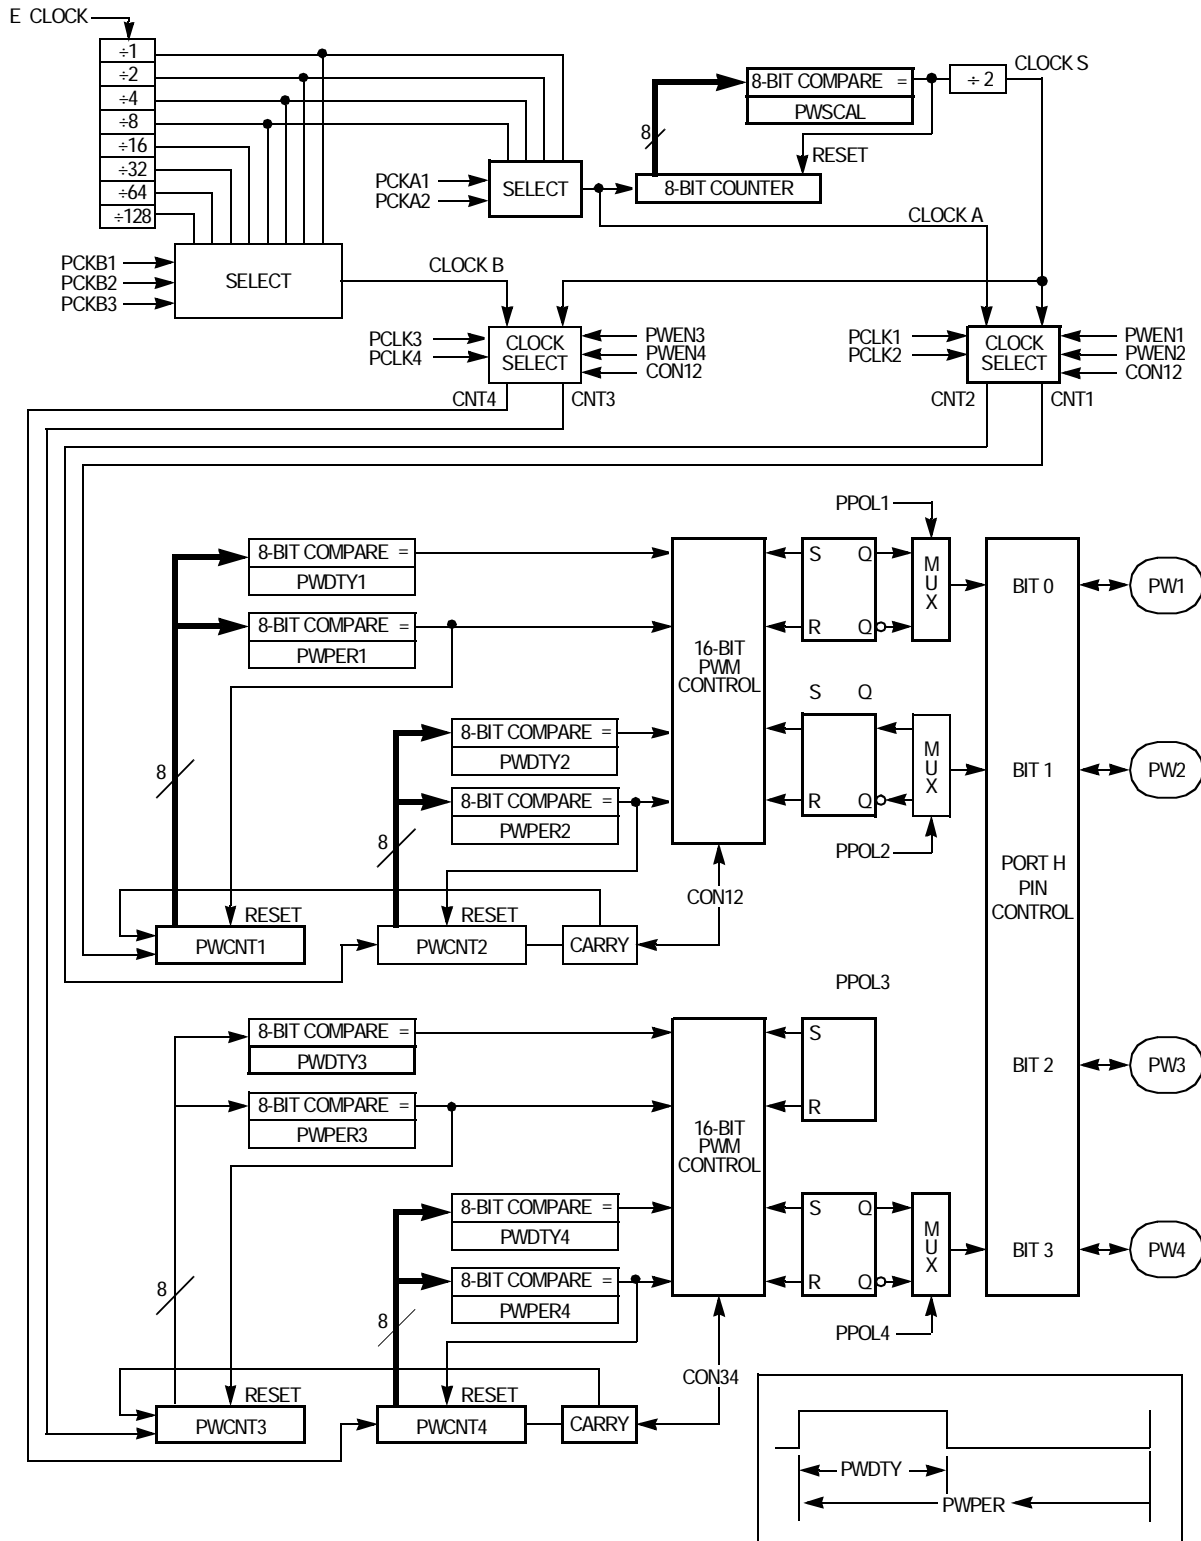 E CLOCK
÷1
÷2
÷4
÷8
÷16
÷32
÷64
÷128
8-BIT COMPARE =
PWSCAL
÷ 2
CLOCK S
8
RESET
8-BIT COUNTER
PCKA1
PCKA2
SELECT
CLOCK A
PCKB1
PCKB2
PCKB3
SELECT
CLOCK B
PCLK3
PCLK4
CLOCK
SELECT
PWEN3
PWEN4
CON12
PCLK1
PCLK2
CLOCK
SELECT
PWEN1
PWEN2
CON12
CNT4
CNT3
CNT2
CNT1
PPOL1
8-BIT COMPARE =
PWDTY1
8-BIT COMPARE =
PWPER1
16-BIT
PWM
CONTROL
S Q
R Q
MUX
BIT 0
PW1
8-BIT COMPARE =
PWDTY2
8-BIT COMPARE =
PWPER2
S Q
R Q
MUX
BIT 1
PW2
8
8
PPOL2
CON12
PORT H
PIN
CONTROL
RESET
PWCNT1
RESET
PWCNT2
CARRY
PPOL3
8-BIT COMPARE =
PWDTY3
8-BIT COMPARE =
PWPER3
16-BIT
PWM
CONTROL
S
R
BIT 2
PW3
8-BIT COMPARE =
PWDTY4
8-BIT COMPARE =
PWPER4
S Q
R Q
MUX
BIT 3
PW4
8
8
PPOL4
CON34
RESET
PWCNT3
RESET
PWCNT4
CARRY
PWDTY
PWPER